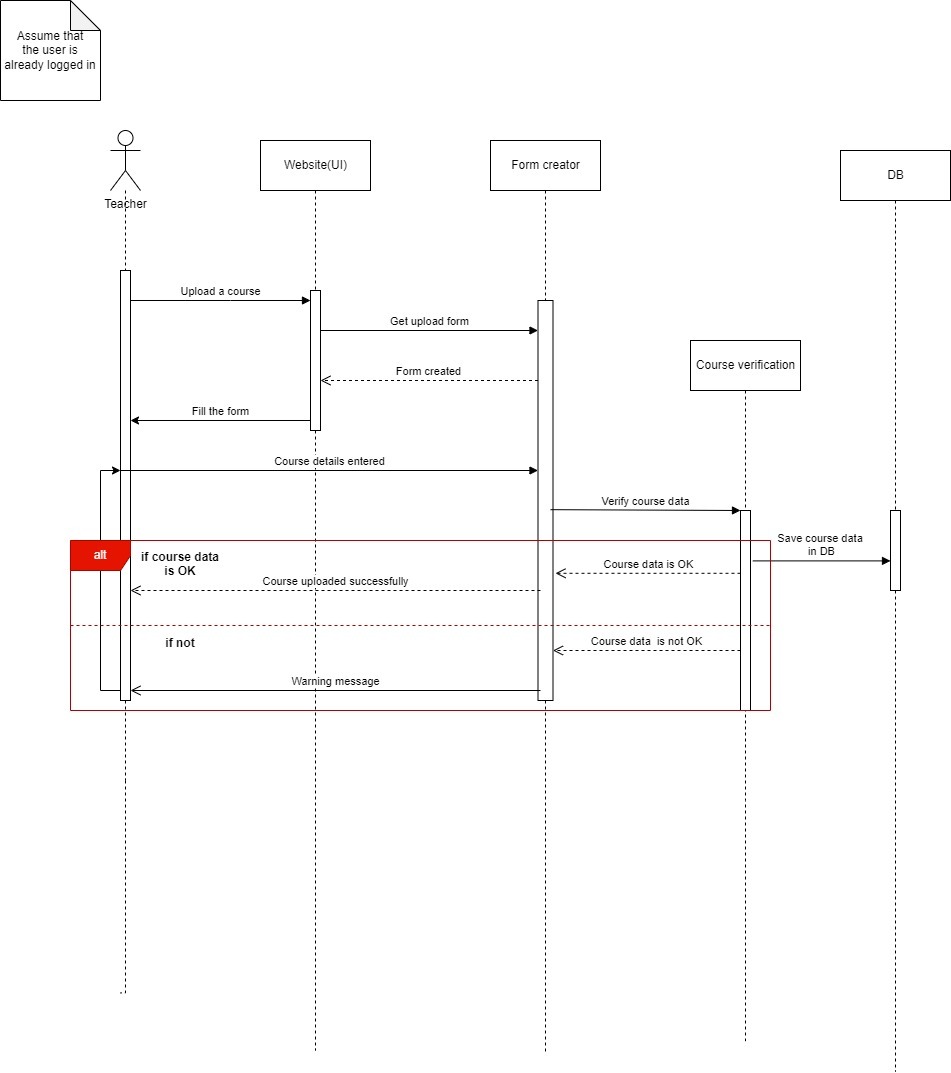 Assume that
the user is
already logged in
Teacher
Website(UI)
Form creator
DB
Upload a course
Get upload form
Course verification
Form created
Fill the form
Course details entered
Verify course data
alt
if course data
is OK
Save course data
in DB
Course data is OK
Course uploaded successfully
if not
Course data  is not OK
Warning message